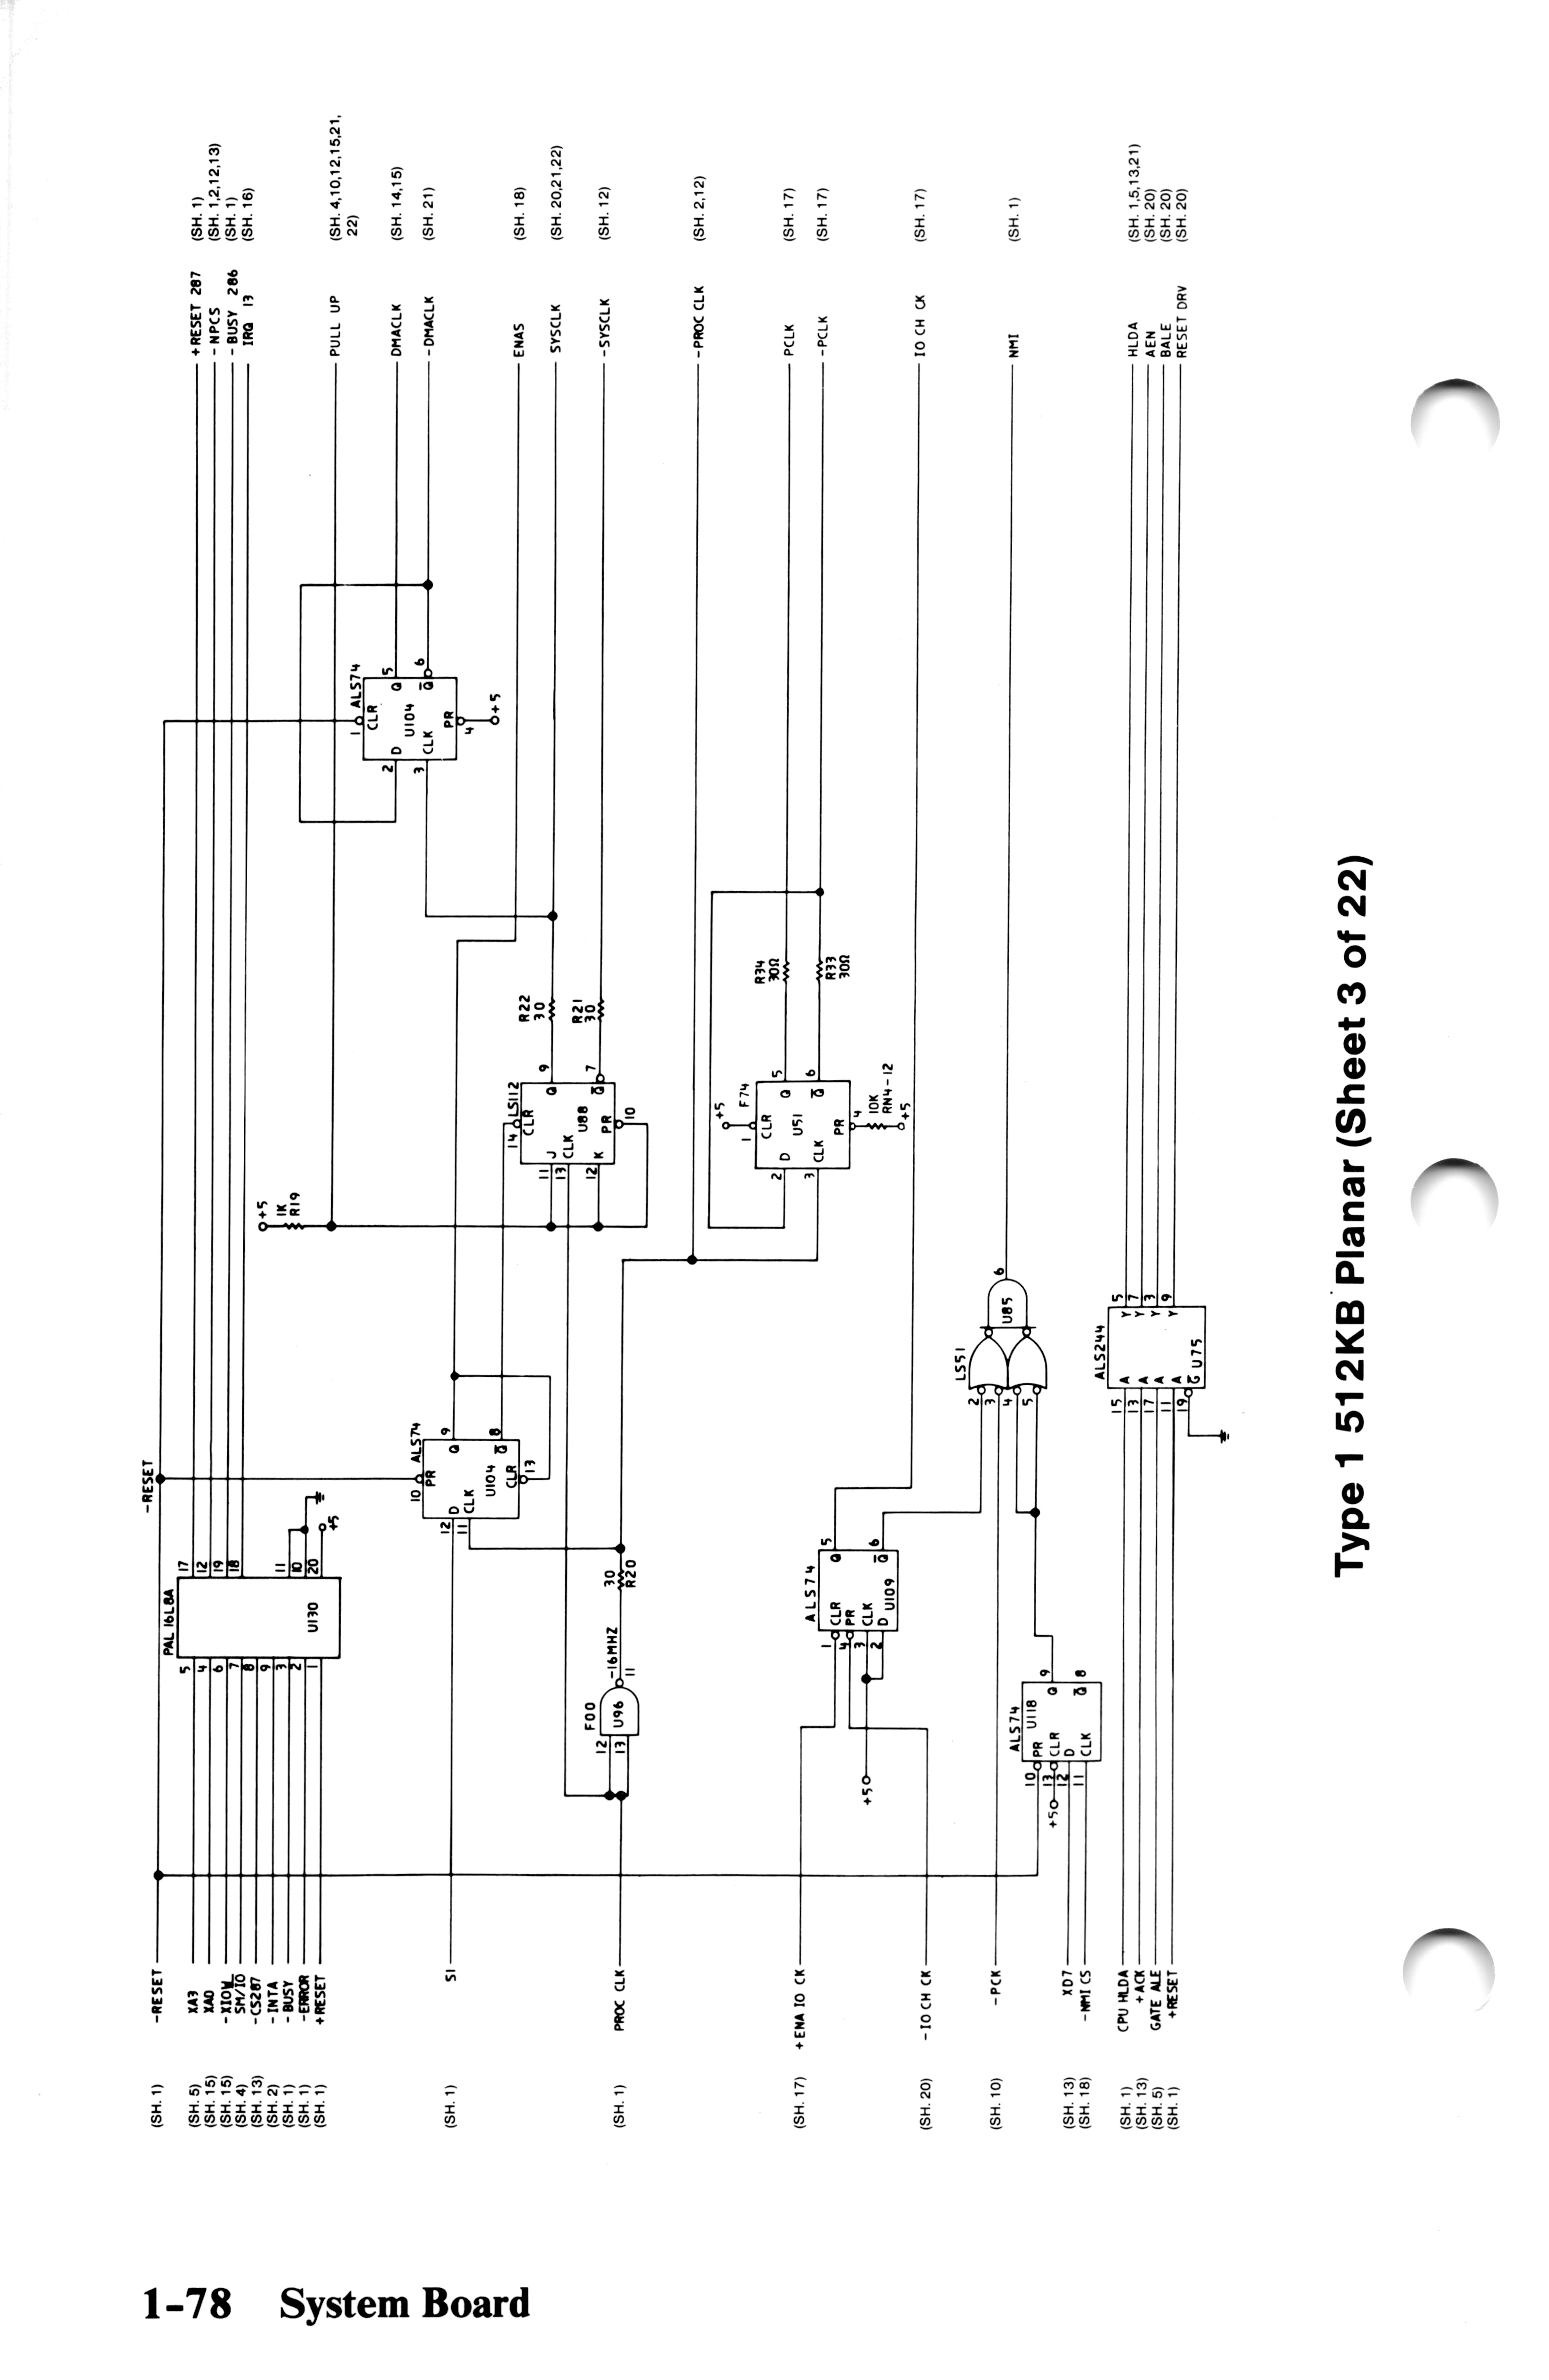 -RESET
(SH. 1) -RESET
(SH. 5) XA3
(SH. 15) XA0
(SH. 15) -XIOW
(SH. 4) SM/IO
(SH. 13) -CS287
(SH. 2) -INTA
(SH. 1) -BUSY
(SH. 1) -ERROR
(SH. 1) +RESET
PAL 16L8A
U130
5
4
6
7
8
9
3
2
1
17
12
19
18
11
10
20
+5
+RESET 287 (SH. 1)
-NPCS (SH. 1,2,12,13)
-BUSY 286 (SH. 1)
IRQ 13 (SH. 16)
+5
1K
R19
PULL UP (SH. 4,10,12,15,21,
22)
ALS74
1 CLR
2 D
U104
3 CLK
PR 4
Q 5
Q 6
+5
DMACLK (SH. 14,15)
-DMACLK (SH. 21)
(SH. 1) S1
ALS74
10 PR
12 D
11 CLK
U104
CLR 13
Q 9
Q 8
ENAS (SH. 18)
LS112
14 CLR
11 J
13 CLK
12 K
U88
PR 10
Q 9
Q 7
R22
30
R21
30
SYSCLK (SH. 20,21,22)
-SYSCLK (SH. 12)
(SH. 1) PROC CLK
F00
12
13
U96
-16MHZ
11
30
R20
-PROC CLK (SH. 2,12)
+5
F74
1 CLR
2 D
U51
3 CLK
PR 4
Q 5
Q 6
10K
RN4-12
+5
R34
30Ω
R33
30Ω
PCLK (SH. 17)
-PCLK (SH. 17)
(SH. 17) +ENA IO CK
(SH. 20) -IO CH CK
+5
ALS74
1 CLR
4 PR
3 CLK
2 D
U109
Q 5
Q 6
IO CH CK (SH. 17)
(SH. 10) -PCK
LS51
2
3
4
5
U85
6
NMI (SH. 1)
(SH. 13) XD7
(SH. 18) -NMI CS
+5
ALS74
10 PR
U118
13 CLR
12 D
11 CLK
Q 9
Q 8
(SH. 1) CPU HLDA
(SH. 13) +ACK
(SH. 5) GATE ALE
(SH. 1) +RESET
ALS244
15 A Y 5
13 A Y 7
17 A Y 3
11 A Y 9
19 G U75
HLDA (SH. 1,5,13,21)
AEN (SH. 20)
BALE (SH. 20)
RESET DRV (SH. 20)
Type 1 512KB Planar (Sheet 3 of 22)
1-78 System Board